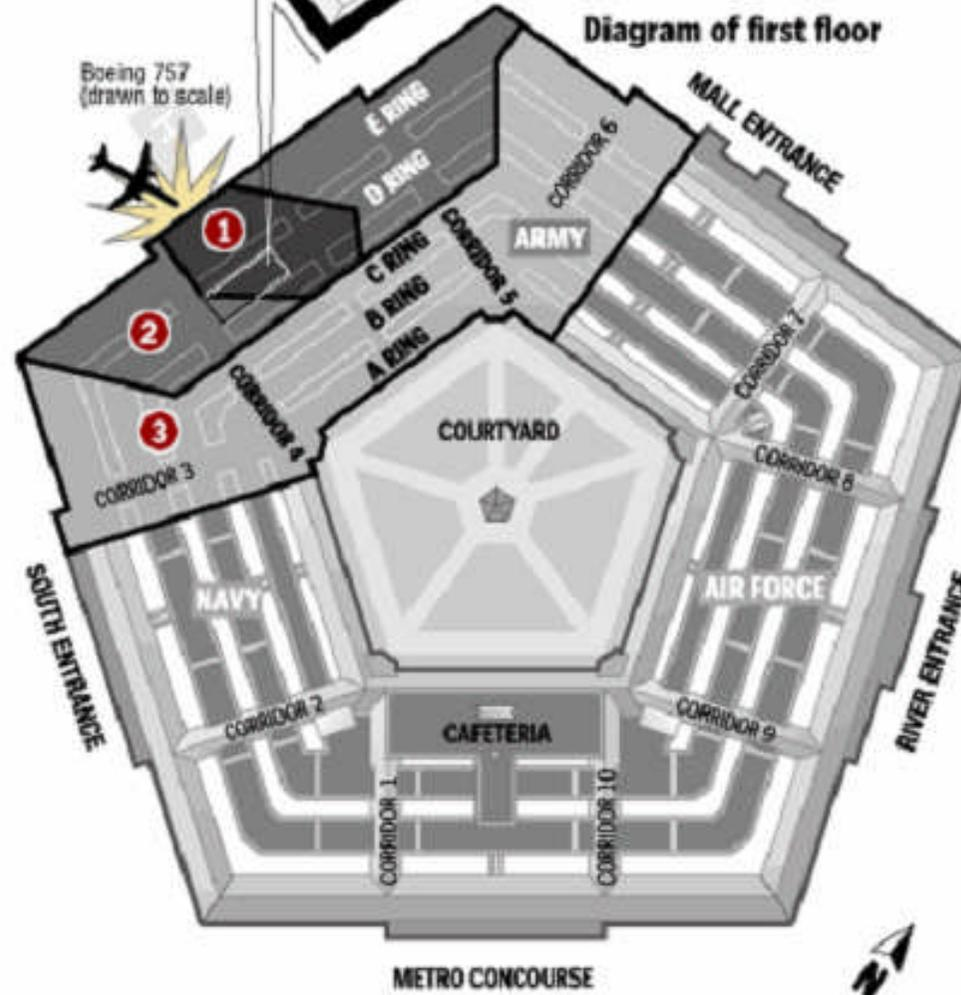 Diagram of first floor
Boeing 757
(drawn to scale)
MALL ENTRANCE
E RING
D RING
CORRIDOR 6
1
ARMY
C RING
CORRIDOR 5
B RING
A RING
2
CORRIDOR 7
CORRIDOR 4
3
COURTYARD
CORRIDOR 3
CORRIDOR 8
SOUTH ENTRANCE
NAVY
AIR FORCE
RIVER ENTRANCE
CORRIDOR 2
CAFETERIA
CORRIDOR 9
CORRIDOR 1
CORRIDOR 10
METRO CONCOURSE
N